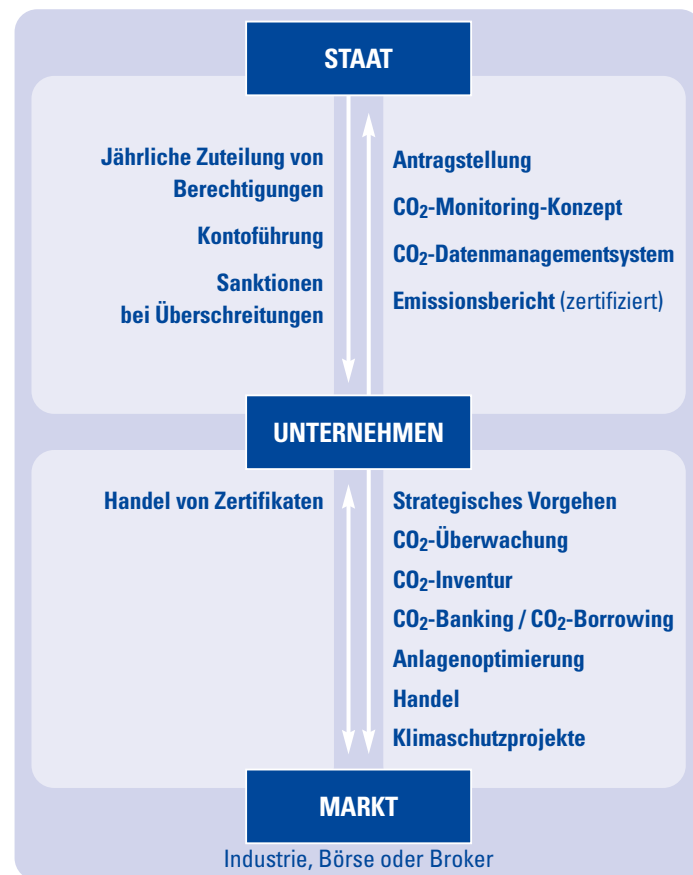 STAAT
Jährliche Zuteilung von
Berechtigungen
Kontoführung
Sanktionen
bei Überschreitungen
Antragstellung
CO₂-Monitoring-Konzept
CO₂-Datenmanagementsystem
Emissionsbericht (zertifiziert)
UNTERNEHMEN
Handel von Zertifikaten
Strategisches Vorgehen
CO₂-Überwachung
CO₂-Inventur
CO₂-Banking / CO₂-Borrowing
Anlagenoptimierung
Handel
Klimaschutzprojekte
MARKT
Industrie, Börse oder Broker